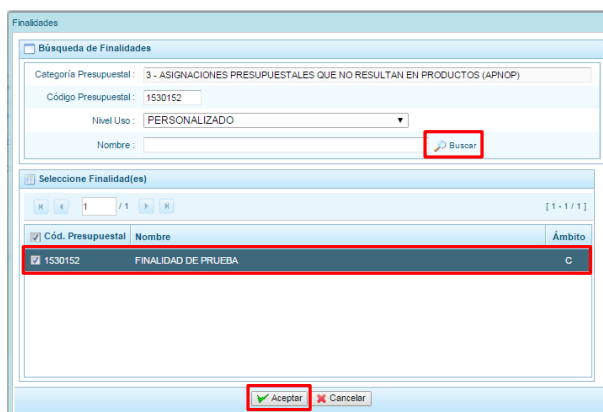 Finalidades
Búsqueda de Finalidades
Categoría Presupuestal : 3 - ASIGNACIONES PRESUPUESTALES QUE NO RESULTAN EN PRODUCTOS (APNOP)
Código Presupuestal : 1530152
Nivel Uso : PERSONALIZADO
Nombre : Buscar
Seleccione Finalidad(es)
1 / 1 [ 1 - 1 / 1 ]
Cód. Presupuestal Nombre Ámbito
1530152 FINALIDAD DE PRUEBA C
Aceptar Cancelar